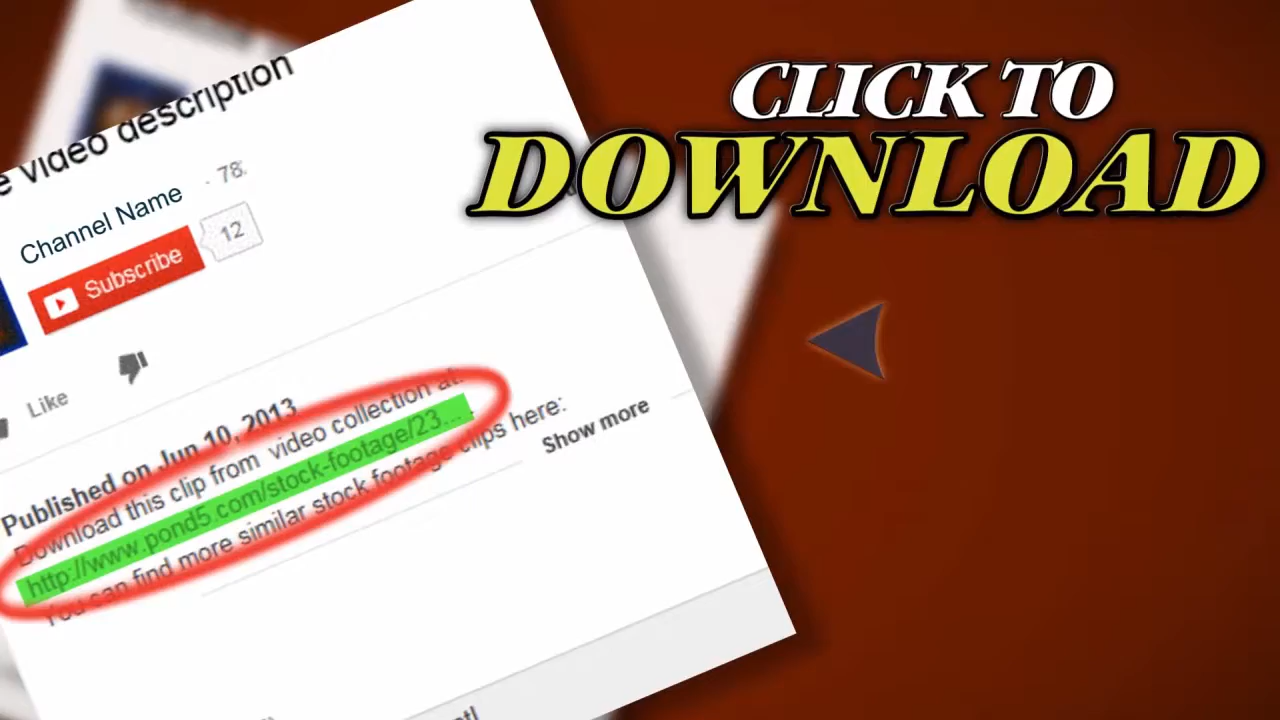 CLICK TO
DOWNLOAD
e video description
Channel Name
78
Subscribe
12
Like
Published on Jun 10, 2013
Download this clip from video collection at:
http://www.pond5.com/stock-footage/23...
You can find more similar stock footage clips here:
Show more